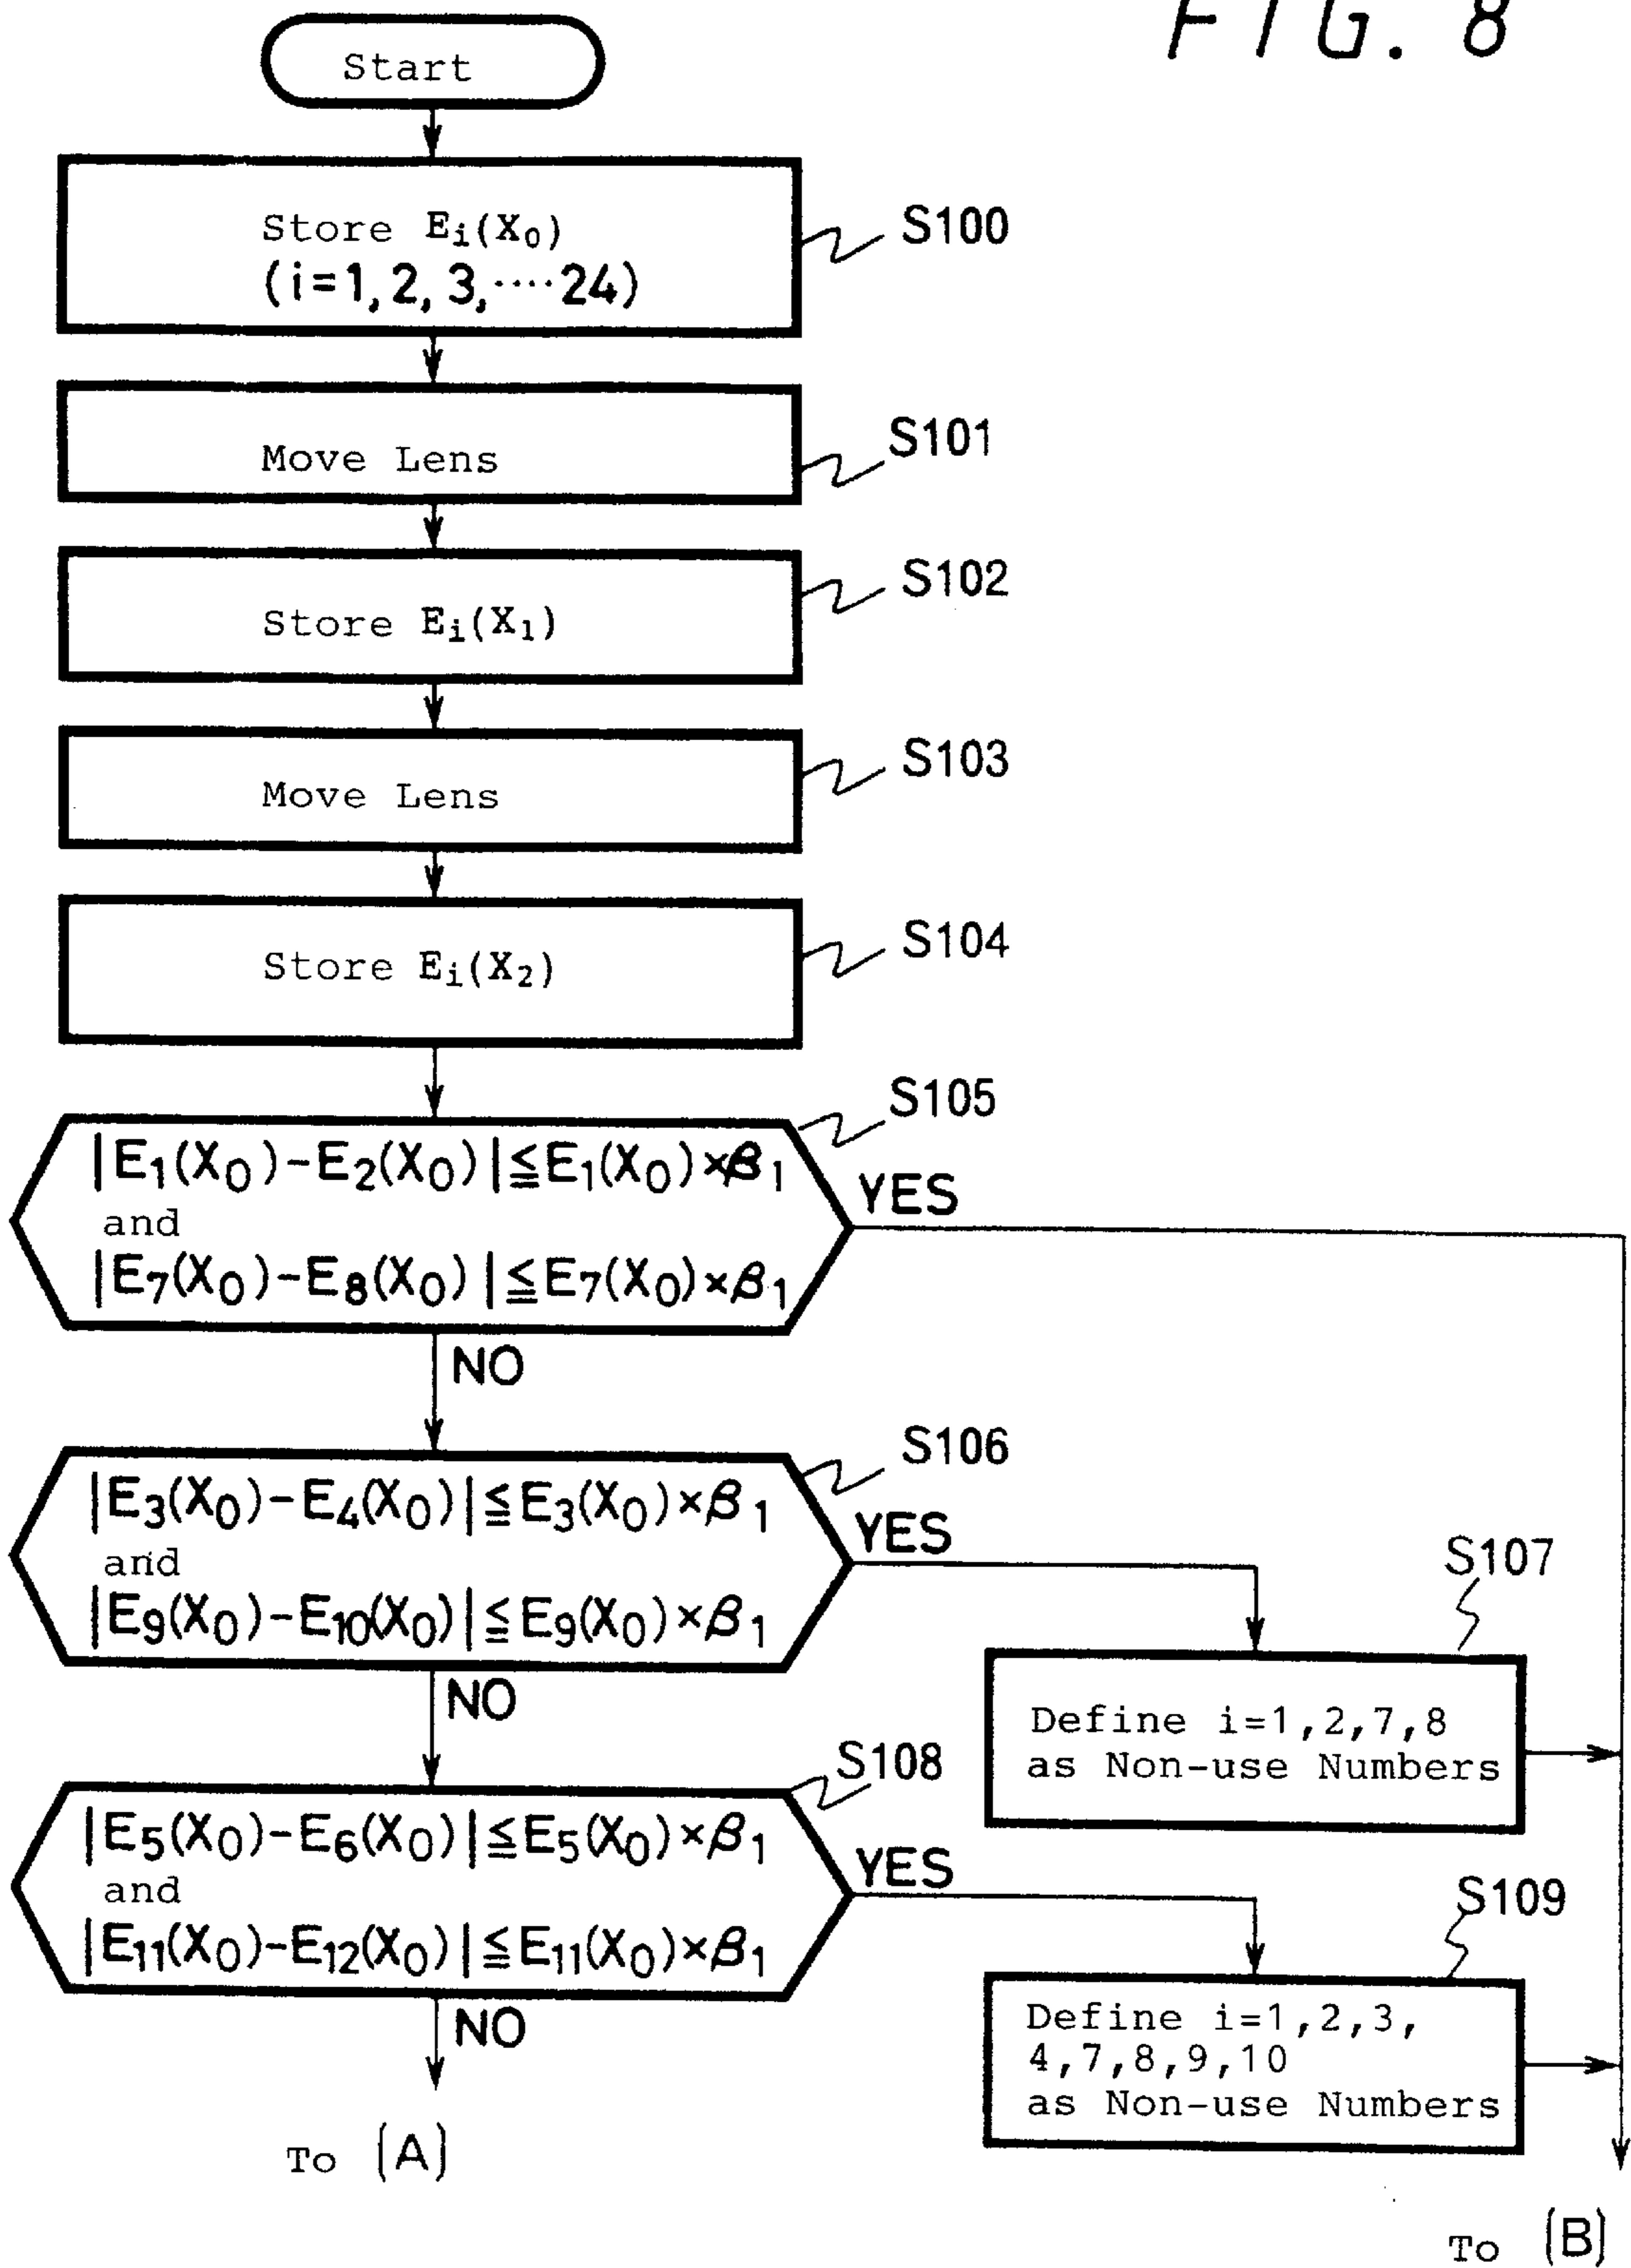 FIG. 8
Start
Store Ei(X0)
(i=1, 2, 3, ····24)
S100
Move Lens
S101
Store Ei(X1)
S102
Move Lens
S103
Store Ei(X2)
S104
S105
|E1(X0)-E2(X0)|≦E1(X0)×β1
and
|E7(X0)-E8(X0)|≦E7(X0)×β1
YES
NO
S106
|E3(X0)-E4(X0)|≦E3(X0)×β1
and
|E9(X0)-E10(X0)|≦E9(X0)×β1
YES
NO
S107
Define i=1,2,7,8
as Non-use Numbers
S108
|E5(X0)-E6(X0)|≦E5(X0)×β1
and
|E11(X0)-E12(X0)|≦E11(X0)×β1
YES
NO
S109
Define i=1,2,3,
4,7,8,9,10
as Non-use Numbers
To (A)
To (B)